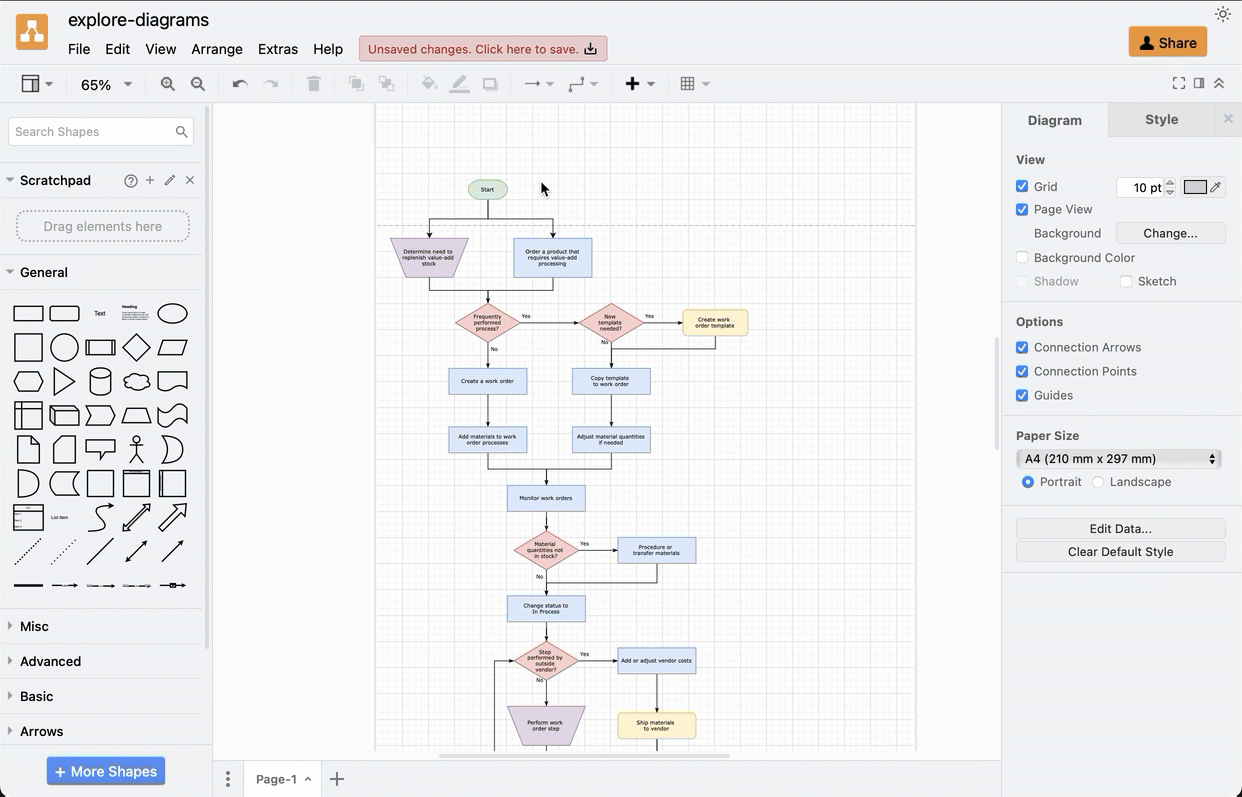 explore-diagrams
File Edit View Arrange Extras Help
Unsaved changes. Click here to save.
Share
65%
Search Shapes
Scratchpad
Drag elements here
General
Text
Heading
List Item
Misc
Advanced
Basic
Arrows
+ More Shapes
Start
Determine need to
replenish value-add
stock
Order a product that
requires value-add
processing
Frequently
performed
process?
Yes
New
template
needed?
Yes
Create work
order template
No
No
Create a work order
Copy template
to work order
Add materials to work
order processes
Adjust material quantities
if needed
Monitor work orders
Material
quantities not
in stock?
Yes
Procedure or
transfer materials
No
Change status to
In Process
Step
performed by
outside
vendor?
Yes
Add or adjust vendor costs
No
Perform work
order step
Ship materials
to vendor
Page-1
Diagram
Style
View
Grid
10 pt
Page View
Background
Change...
Background Color
Shadow
Sketch
Options
Connection Arrows
Connection Points
Guides
Paper Size
A4 (210 mm x 297 mm)
Portrait
Landscape
Edit Data...
Clear Default Style